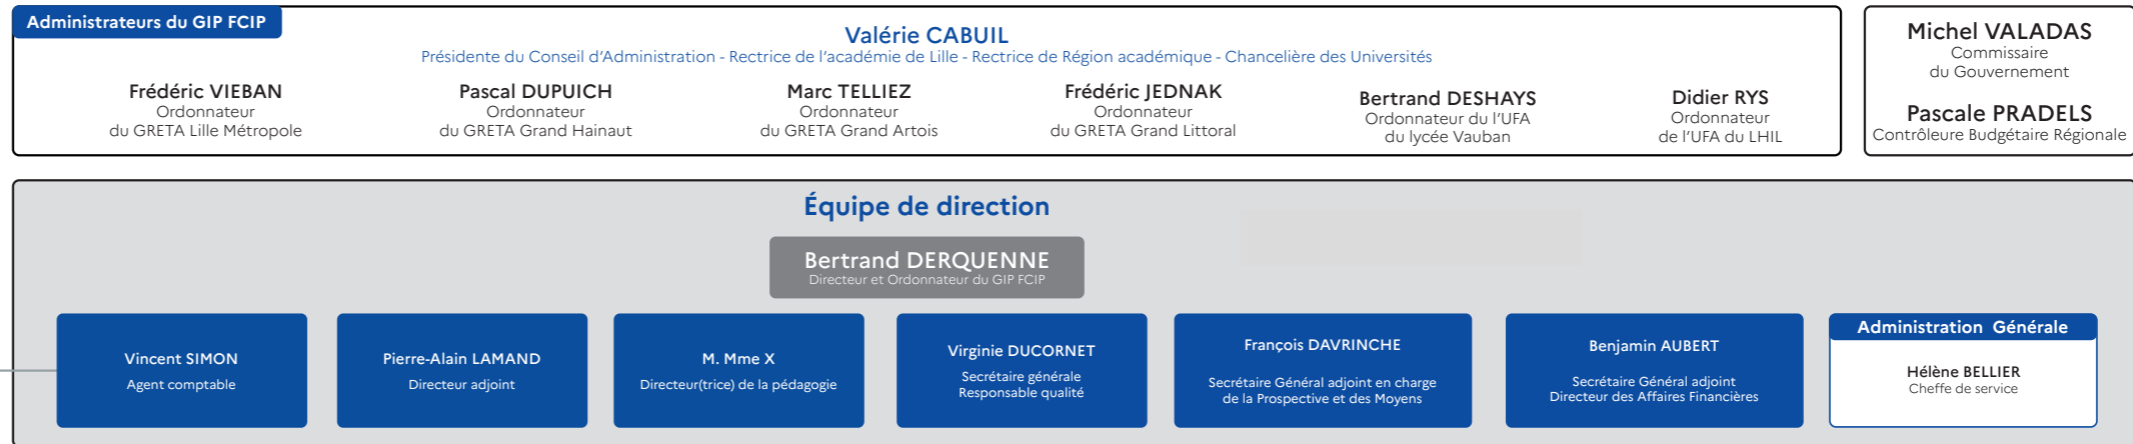 Administrateurs du GIP FCIP
Valérie CABUIL
Présidente du Conseil d'Administration - Rectrice de l'académie de Lille - Rectrice de Région académique - Chancelière des Universités
Frédéric VIEBAN
Ordonnateur
du GRETA Lille Métropole
Pascal DUPUICH
Ordonnateur
du GRETA Grand Hainaut
Marc TELLIEZ
Ordonnateur
du GRETA Grand Artois
Frédéric JEDNAK
Ordonnateur
du GRETA Grand Littoral
Bertrand DESHAYS
Ordonnateur du l'UFA
du lycée Vauban
Didier RYS
Ordonnateur
de l'UFA du LHIL
Michel VALADAS
Commissaire
du Gouvernement
Pascale PRADELS
Contrôleure Budgétaire Régionale
Équipe de direction
Bertrand DERQUENNE
Directeur et Ordonnateur du GIP FCIP
Vincent SIMON
Agent comptable
Pierre-Alain LAMAND
Directeur adjoint
M. Mme X
Directeur(trice) de la pédagogie
Virginie DUCORNET
Secrétaire générale
Responsable qualité
François DAVRINCHE
Secrétaire Général adjoint en charge
de la Prospective et des Moyens
Benjamin AUBERT
Secrétaire Général adjoint
Directeur des Affaires Financières
Administration Générale
Hélène BELLIER
Cheffe de service